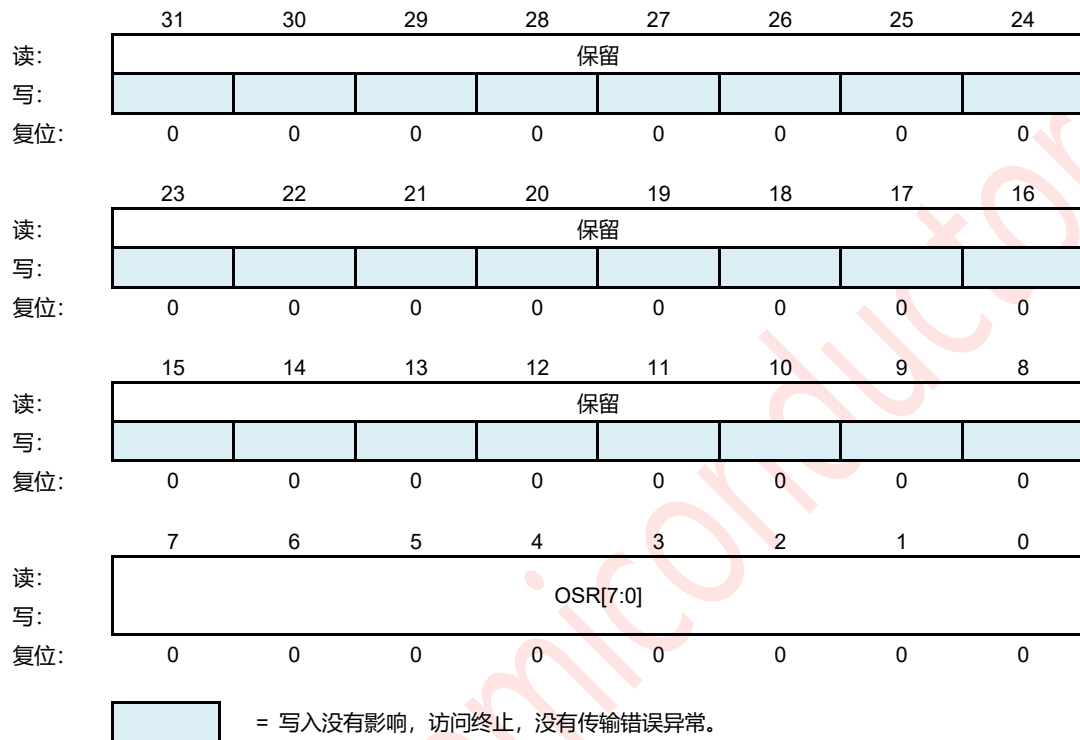 31 30 29 28 27 26 25 24
读: 保留
写:
复位: 0 0 0 0 0 0 0 0
23 22 21 20 19 18 17 16
读: 保留
写:
复位: 0 0 0 0 0 0 0 0
15 14 13 12 11 10 9 8
读: 保留
写:
复位: 0 0 0 0 0 0 0 0
7 6 5 4 3 2 1 0
读:
OSR[7:0]
写:
复位: 0 0 0 0 0 0 0 0
= 写入没有影响，访问终止，没有传输错误异常。
miconductor